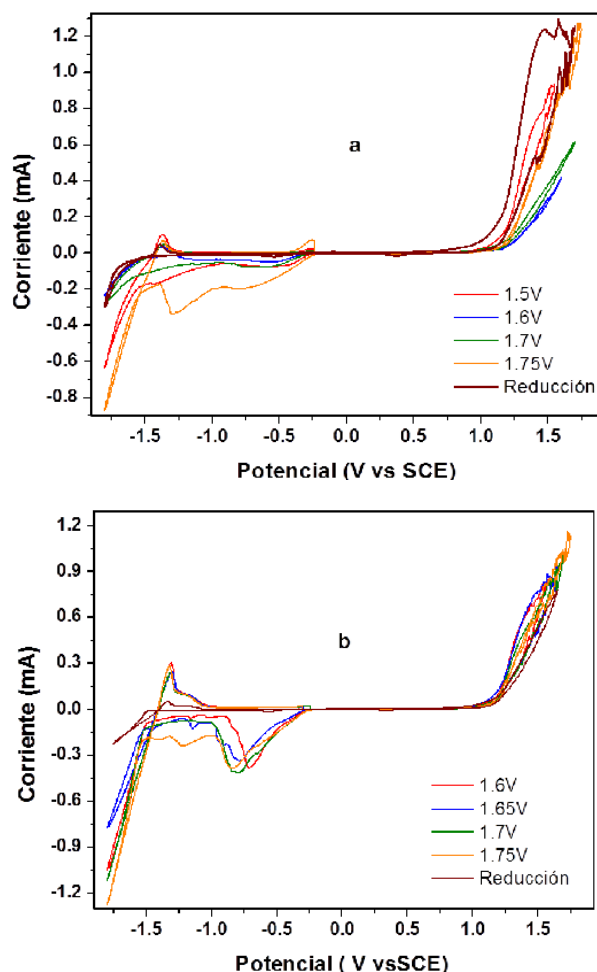 1.2
1.0
0.8
0.6
0.4
0.2
0.0
-0.2
-0.4
-0.6
-0.8
Corriente (mA)
a
1.5V
1.6V
1.7V
1.75V
Reducción
-1.5 -1.0 -0.5 0.0 0.5 1.0 1.5
Potencial (V vs SCE)
1.2
0.9
0.6
0.3
0.0
-0.3
-0.6
-0.9
-1.2
Corriente (mA)
b
1.6V
1.65V
1.7V
1.75V
Reducción
-1.5 -1.0 -0.5 0.0 0.5 1.0 1.5
Potencial ( V vsSCE)